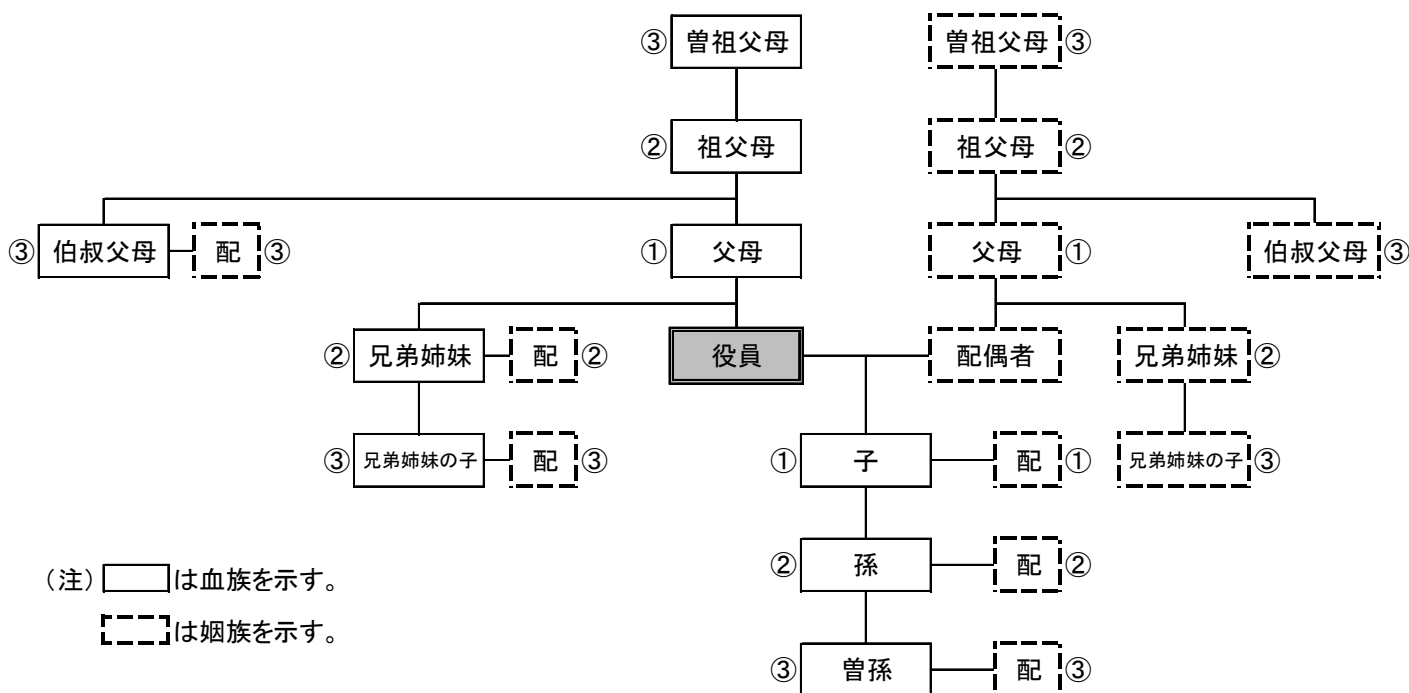 ③ 曽祖父母 曽祖父母 ③
② 祖父母 祖父母 ②
③ 伯叔父母 配 ③ ① 父母 父母 ① 伯叔父母 ③
② 兄弟姉妹 配 ② 役員 配偶者 兄弟姉妹 ②
③ 兄弟姉妹の子 配 ③ ① 子 配 ① 兄弟姉妹の子 ③
② 孫 配 ②
(注) は血族を示す。
は姻族を示す。
③ 曽孫 配 ③